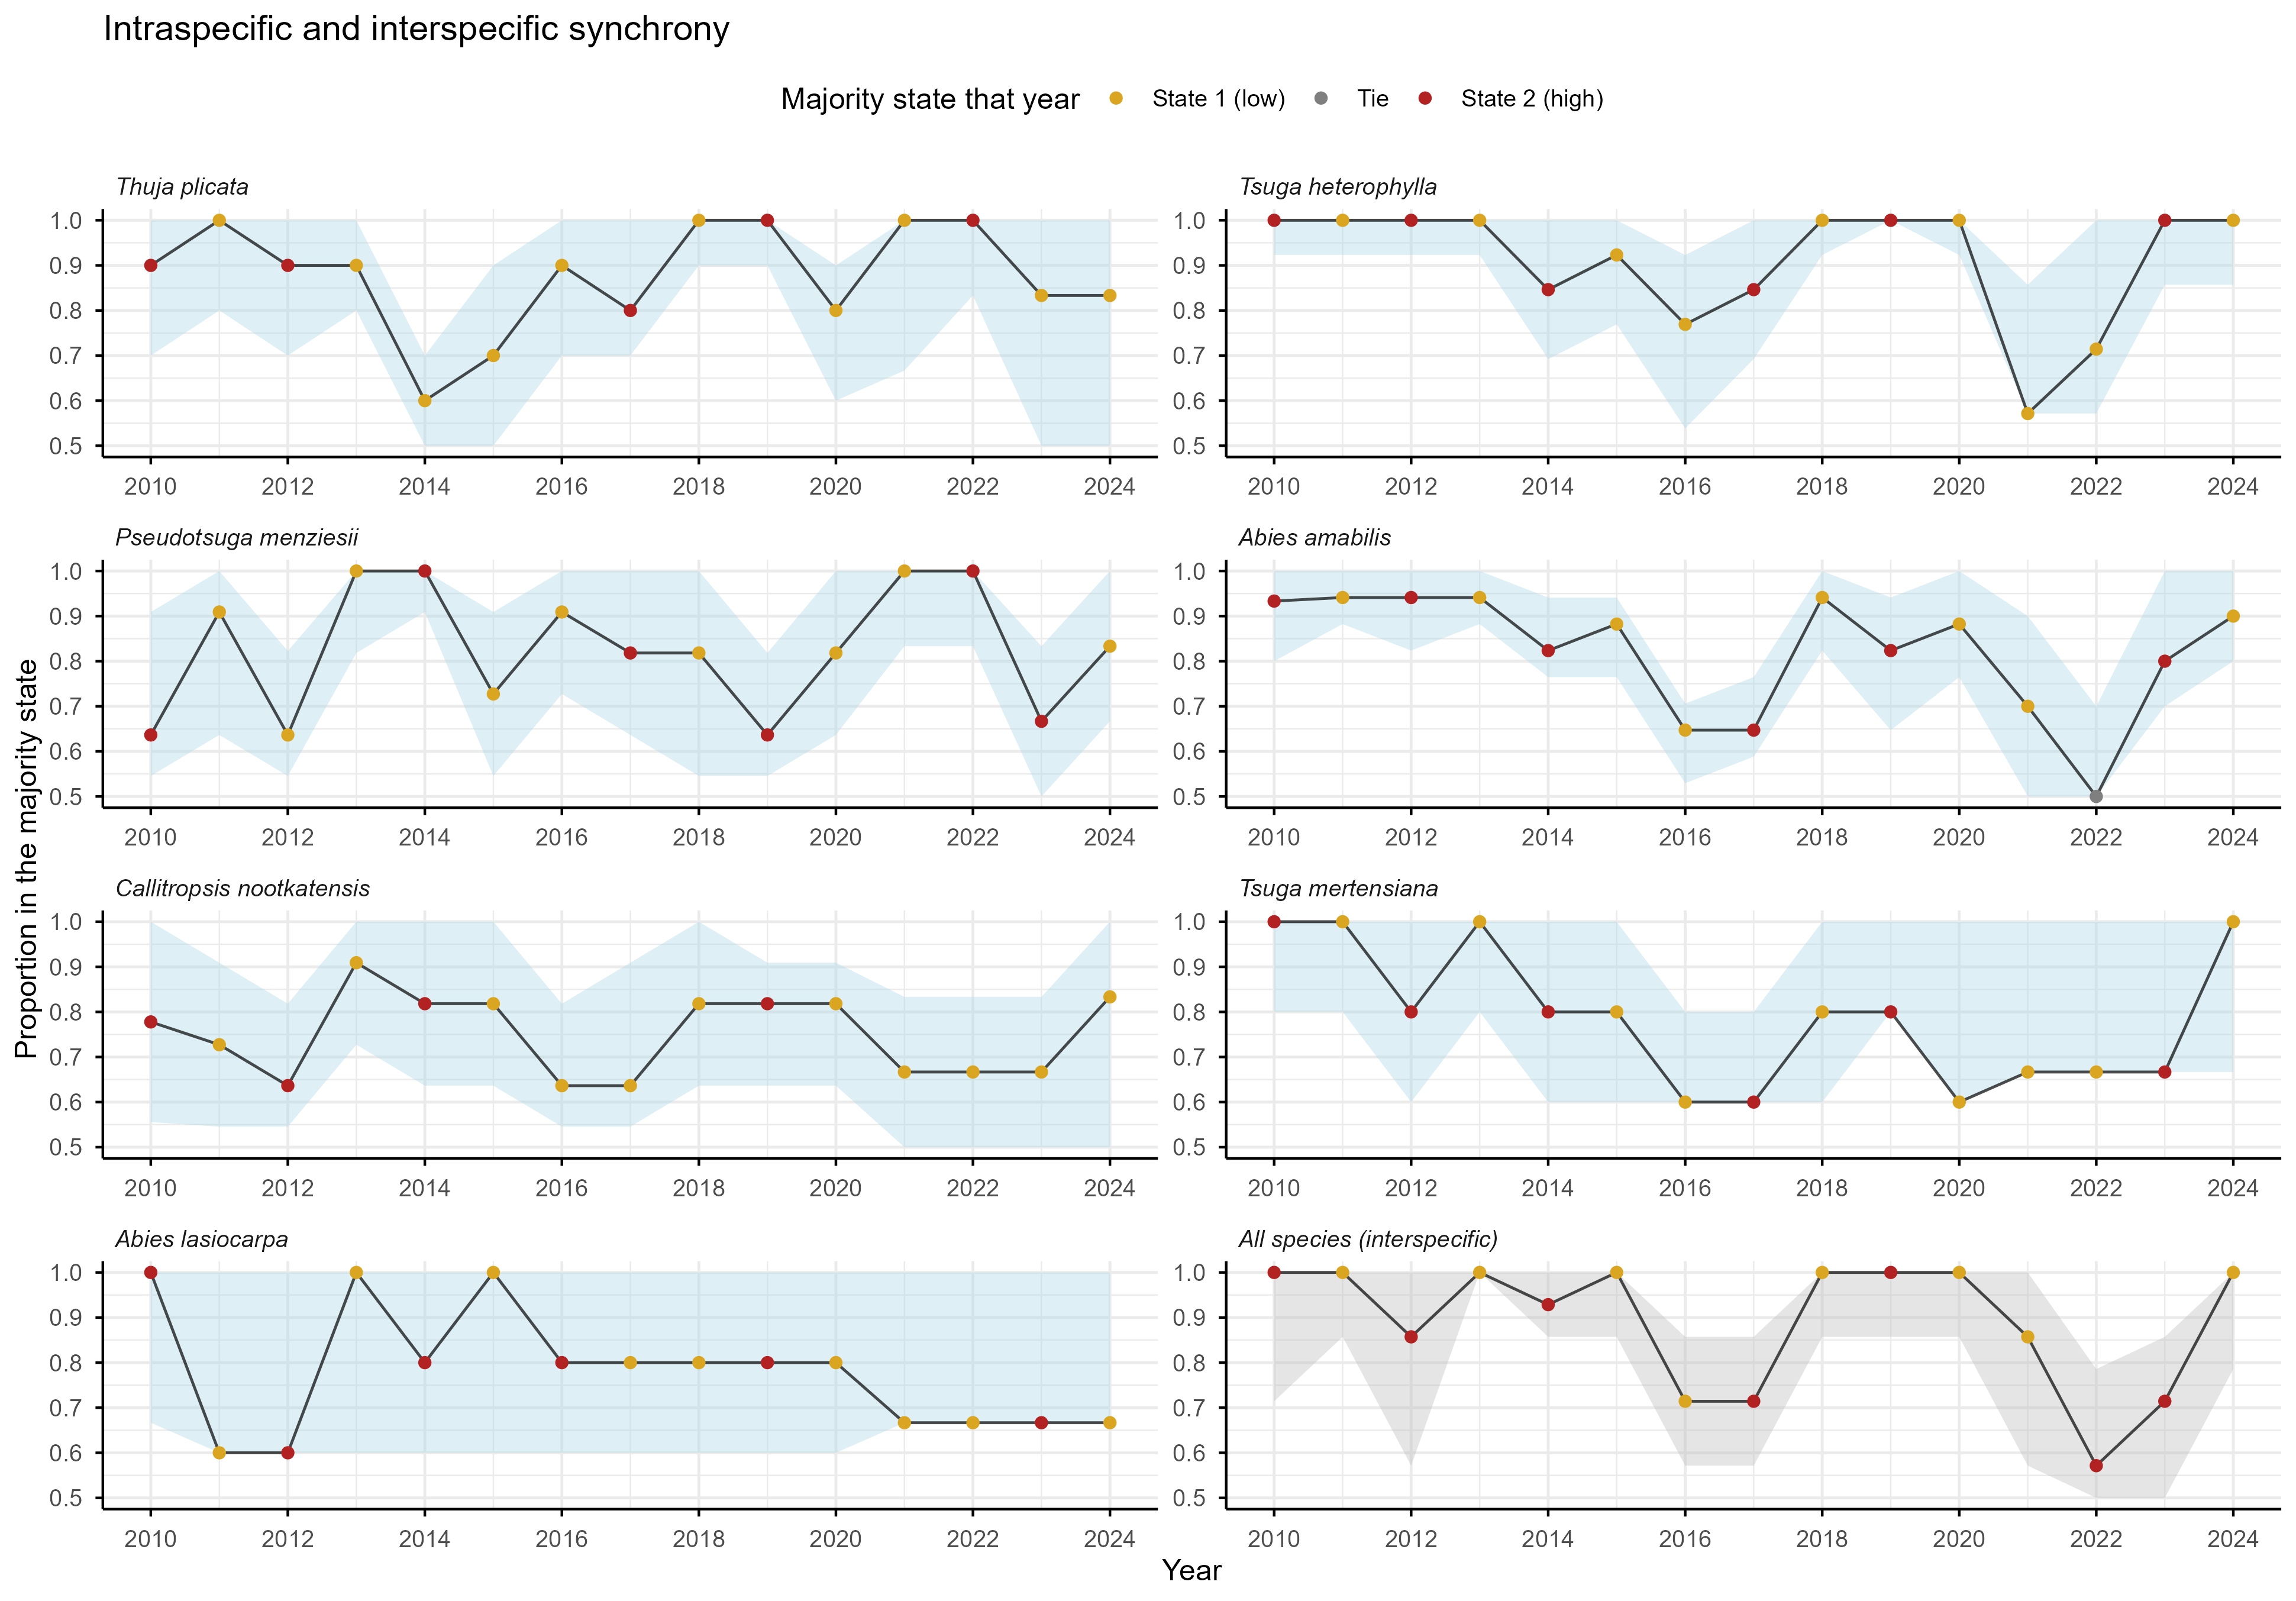 Intraspecific and interspecific synchrony
Majority state that year State 1 (low) Tie State 2 (high)
Proportion in the majority state
Thuja plicata
1.0
0.9
0.8
0.7
0.6
0.5
2010 2012 2014 2016 2018 2020 2022 2024
Tsuga heterophylla
1.0
0.9
0.8
0.7
0.6
0.5
2010 2012 2014 2016 2018 2020 2022 2024
Pseudotsuga menziesii
1.0
0.9
0.8
0.7
0.6
0.5
2010 2012 2014 2016 2018 2020 2022 2024
Abies amabilis
1.0
0.9
0.8
0.7
0.6
0.5
2010 2012 2014 2016 2018 2020 2022 2024
Callitropsis nootkatensis
1.0
0.9
0.8
0.7
0.6
0.5
2010 2012 2014 2016 2018 2020 2022 2024
Tsuga mertensiana
1.0
0.9
0.8
0.7
0.6
0.5
2010 2012 2014 2016 2018 2020 2022 2024
Abies lasiocarpa
1.0
0.9
0.8
0.7
0.6
0.5
2010 2012 2014 2016 2018 2020 2022 2024
All species (interspecific)
1.0
0.9
0.8
0.7
0.6
0.5
2010 2012 2014 2016 2018 2020 2022 2024
Year